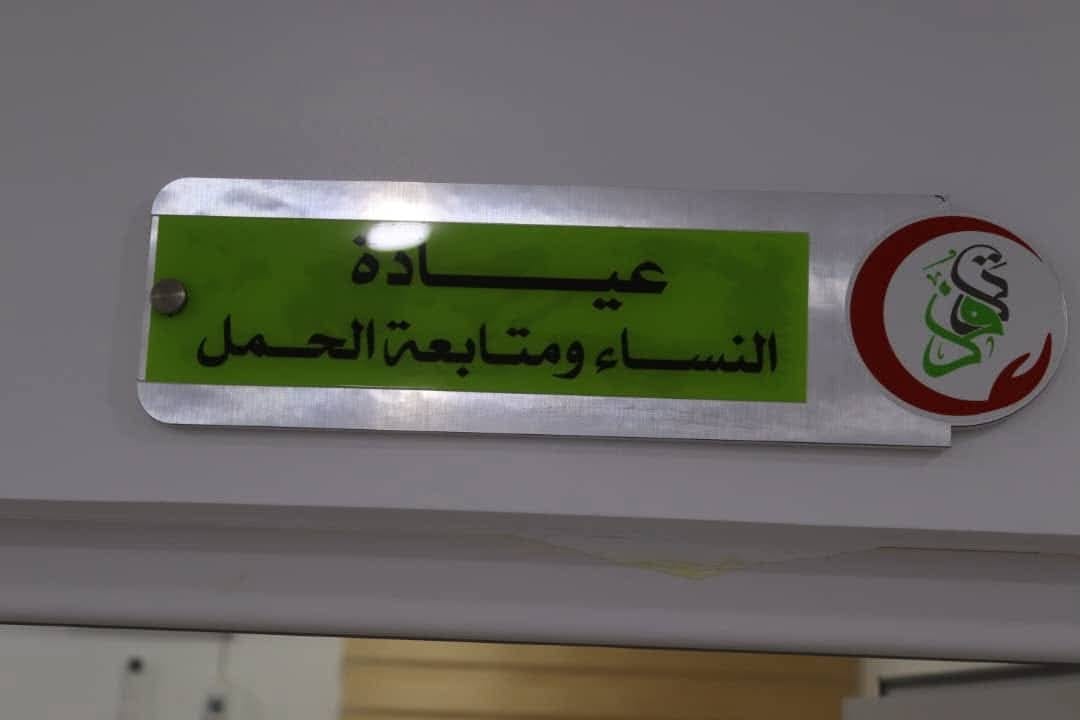 عيادة
النساء ومتابعة الحمل